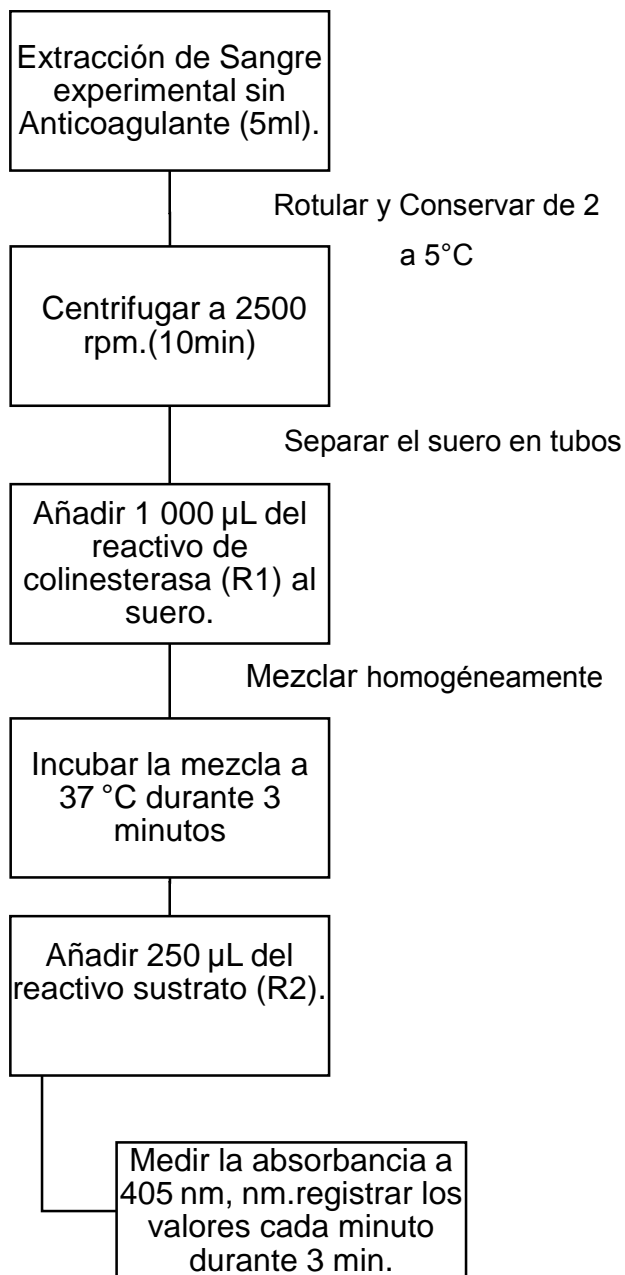 Extracción de Sangre
experimental sin
Anticoagulante (5ml).
Rotular y Conservar de 2
a 5°C
Centrifugar a 2500
rpm.(10min)
Separar el suero en tubos
Añadir 1 000 µL del
reactivo de
colinesterasa (R1) al
suero.
Mezclar homogéneamente
Incubar la mezcla a
37 °C durante 3
minutos
Añadir 250 µL del
reactivo sustrato (R2).
Medir la absorbancia a
405 nm, nm.registrar los
valores cada minuto
durante 3 min.